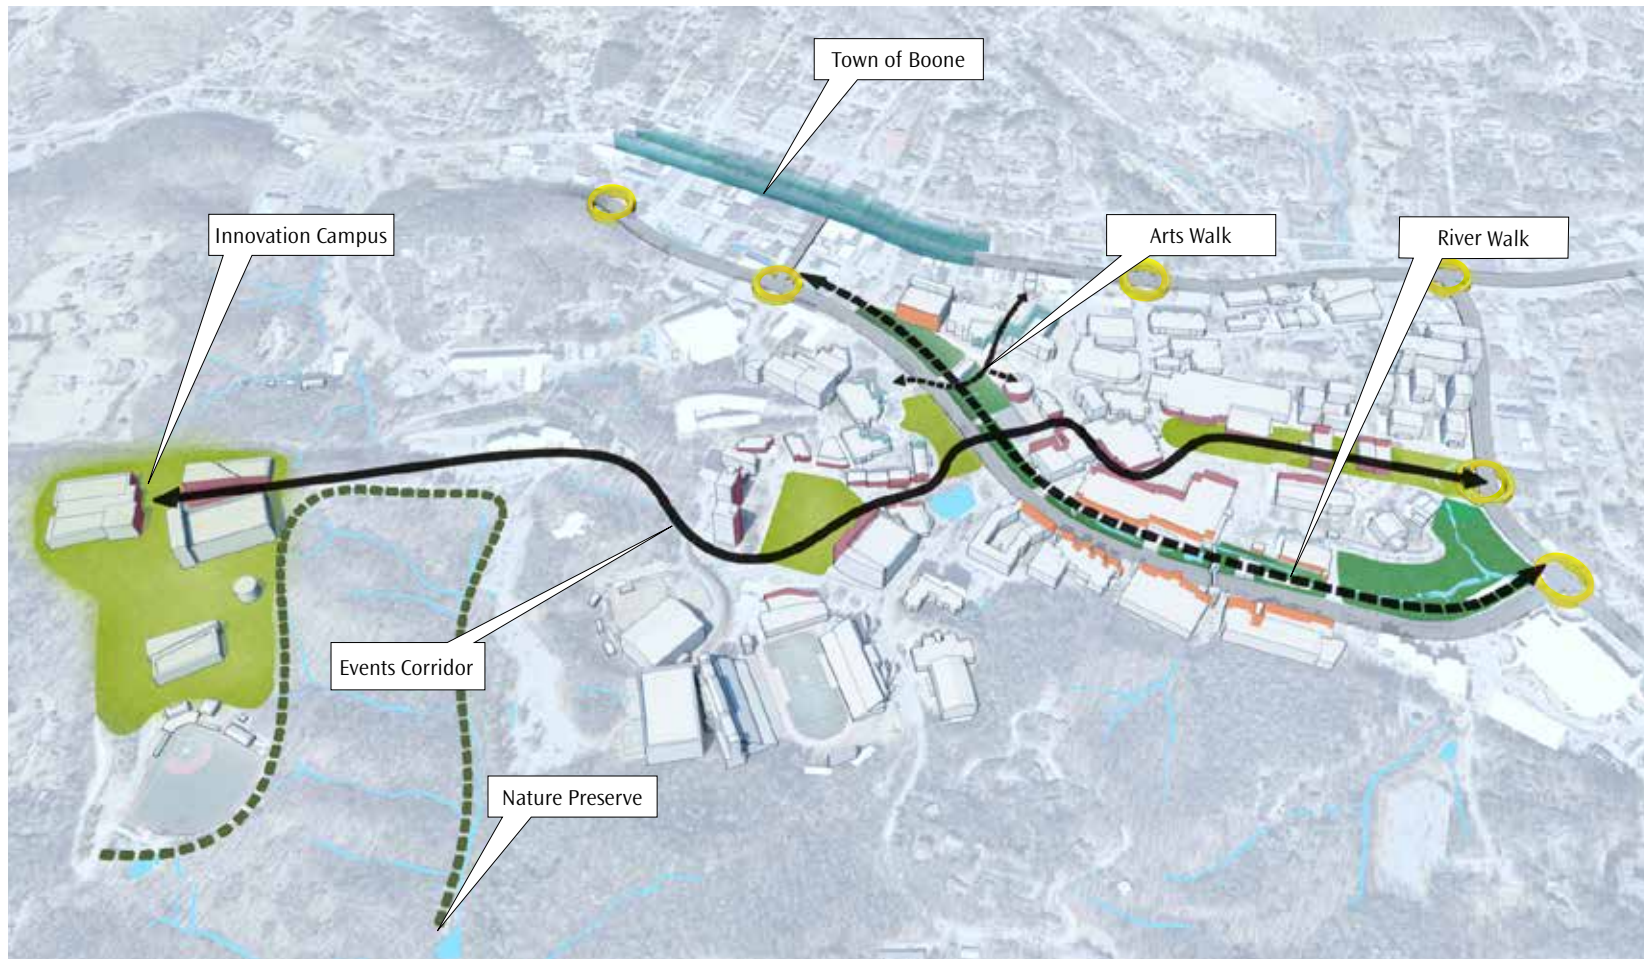 Town of Boone
Innovation Campus
Arts Walk
River Walk
Events Corridor
Nature Preserve